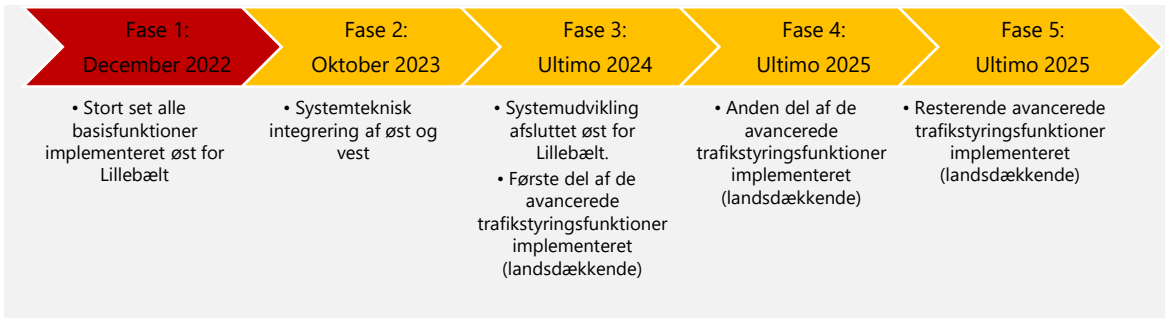 Fase 1:
December 2022
• Stort set alle
basisfunktioner
implementeret øst for
Lillebælt
Fase 2:
Oktober 2023
• Systemteknisk
integrering af øst og
vest
Fase 3:
Ultimo 2024
• Systemudvikling
afsluttet øst for
Lillebælt.
• Første del af de
avancerede
trafikstyringsfunktioner
implementeret
(landsdækkende)
Fase 4:
Ultimo 2025
• Anden del af de
avancerede
trafikstyringsfunktioner
implementeret
(landsdækkende)
Fase 5:
Ultimo 2025
• Resterende avancerede
trafikstyringsfunktioner
implementeret
(landsdækkende)